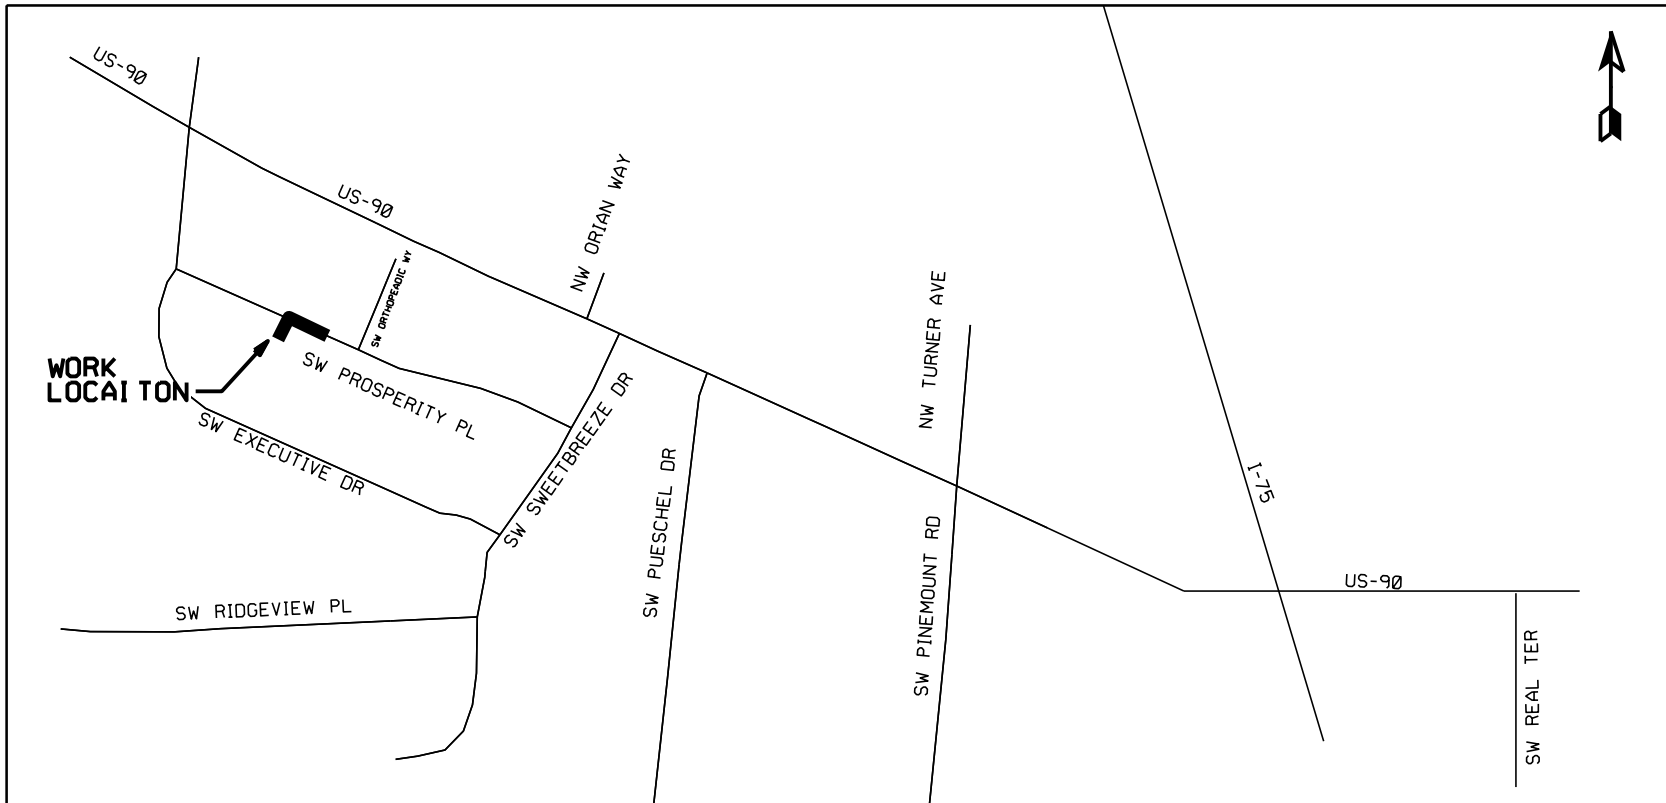 US-90
US-90
NW ORIAN WAY
SW ORTHOPEADIC WY
NW TURNER AVE
WORK
LOCAITON
SW PROSPERITY PL
SW EXECUTIVE DR
SW SWEETBREEZE DR
SW PUESCHEL DR
SW PINEMOUNT RD
I-75
US-90
SW RIDGEVIEW PL
SW REAL TER